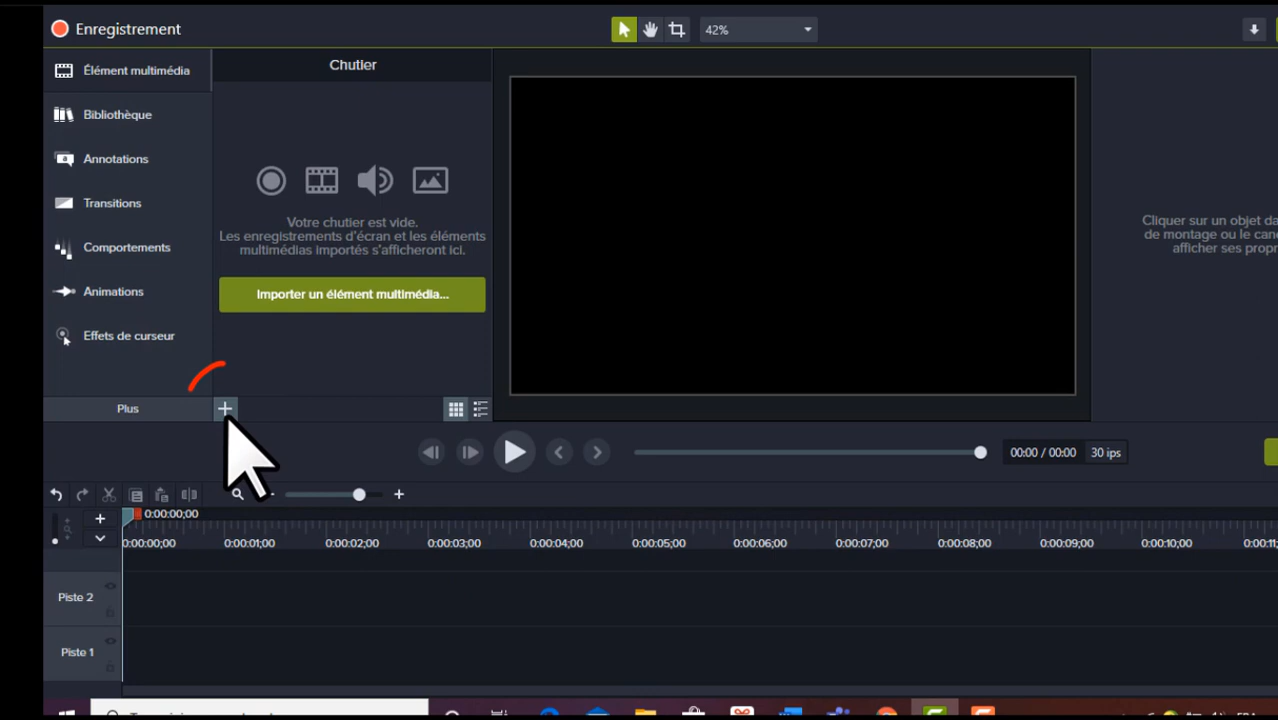 Enregistrement
42%
Élément multimédia
Chutier
Bibliothèque
Annotations
Transitions
Comportements
Animations
Effets de curseur
Plus
Votre chutier est vide.
Les enregistrements d'écran et les éléments
multimédias importés s'afficheront ici.
Importer un élément multimédia...
Cliquer sur un objet da
de montage ou le can
afficher ses propr
00:00 / 00:00
30 ips
0:00:00;00
0:00:00;00
0:00:01;00
0:00:02;00
0:00:03;00
0:00:04;00
0:00:05;00
0:00:06;00
0:00:07;00
0:00:08;00
0:00:09;00
0:00:10;00
0:00:11;
Piste 2
Piste 1